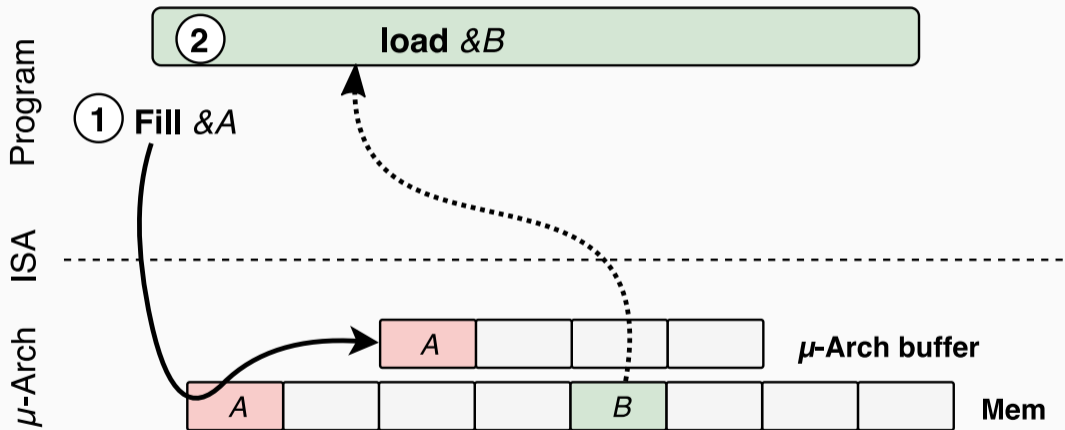 Program
2 load &B
1 Fill &A
ISA
μ-Arch
A
μ-Arch buffer
A
B
Mem